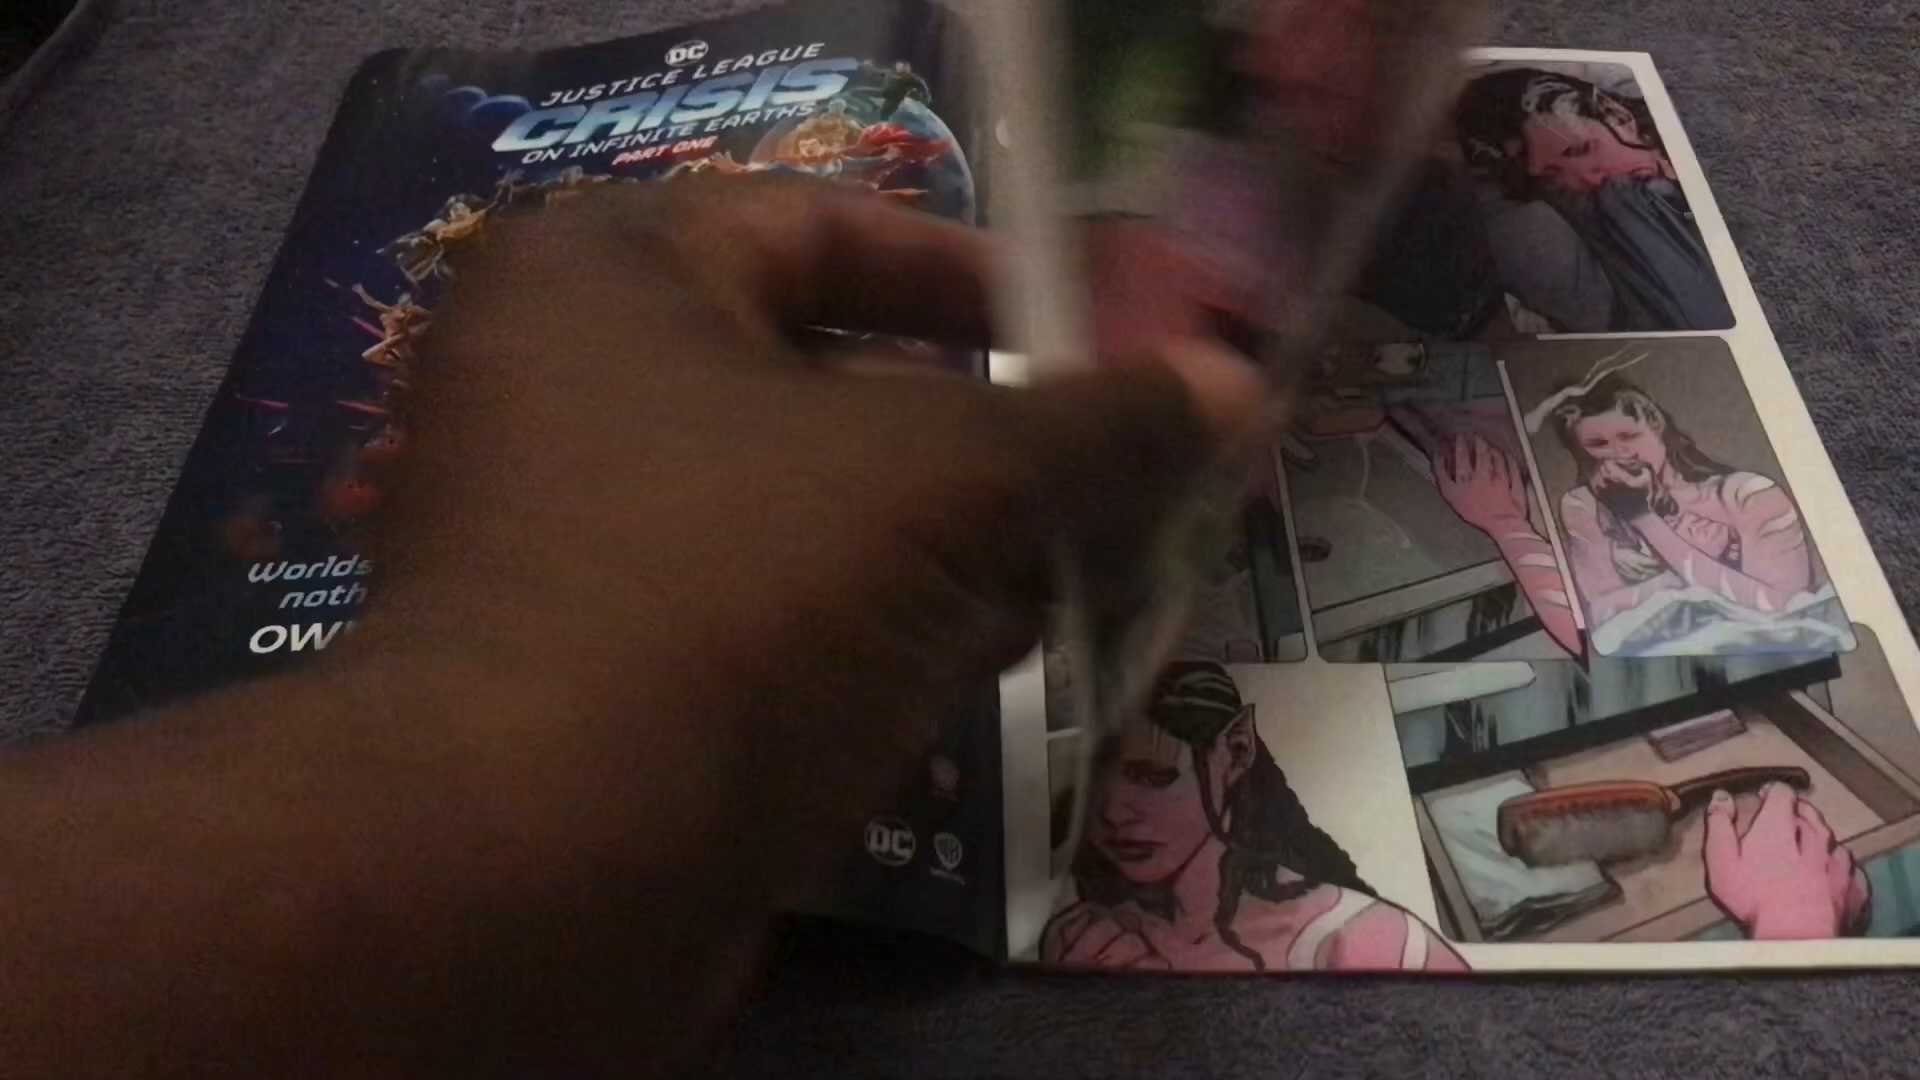 DC
JUSTICE LEAGUE
CRISIS
ON INFINITE EARTHS
PART ONE
Worlds
noth
OW
DC